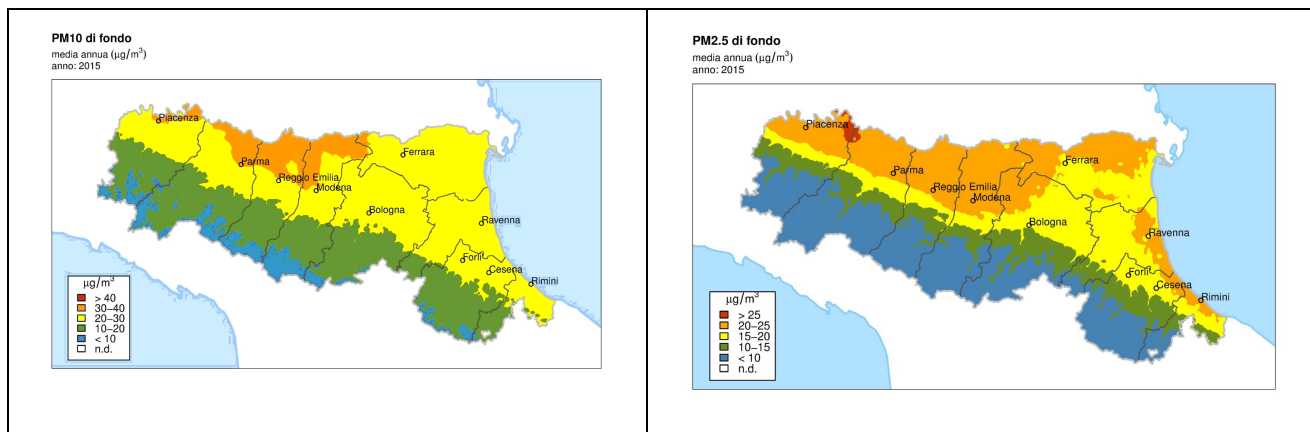 PM10 di fondo
media annua (µg/m³)
anno: 2015
Piacenza
Parma
Reggio Emilia
Modena
Ferrara
Bologna
Ravenna
Forlì
Cesena
Rimini
µg/m³
> 40
30–40
20–30
10–20
< 10
n.d.
PM2.5 di fondo
media annua (µg/m³)
anno: 2015
Piacenza
Parma
Reggio Emilia
Modena
Ferrara
Bologna
Ravenna
Forlì
Cesena
Rimini
µg/m³
> 25
20–25
15–20
10–15
< 10
n.d.